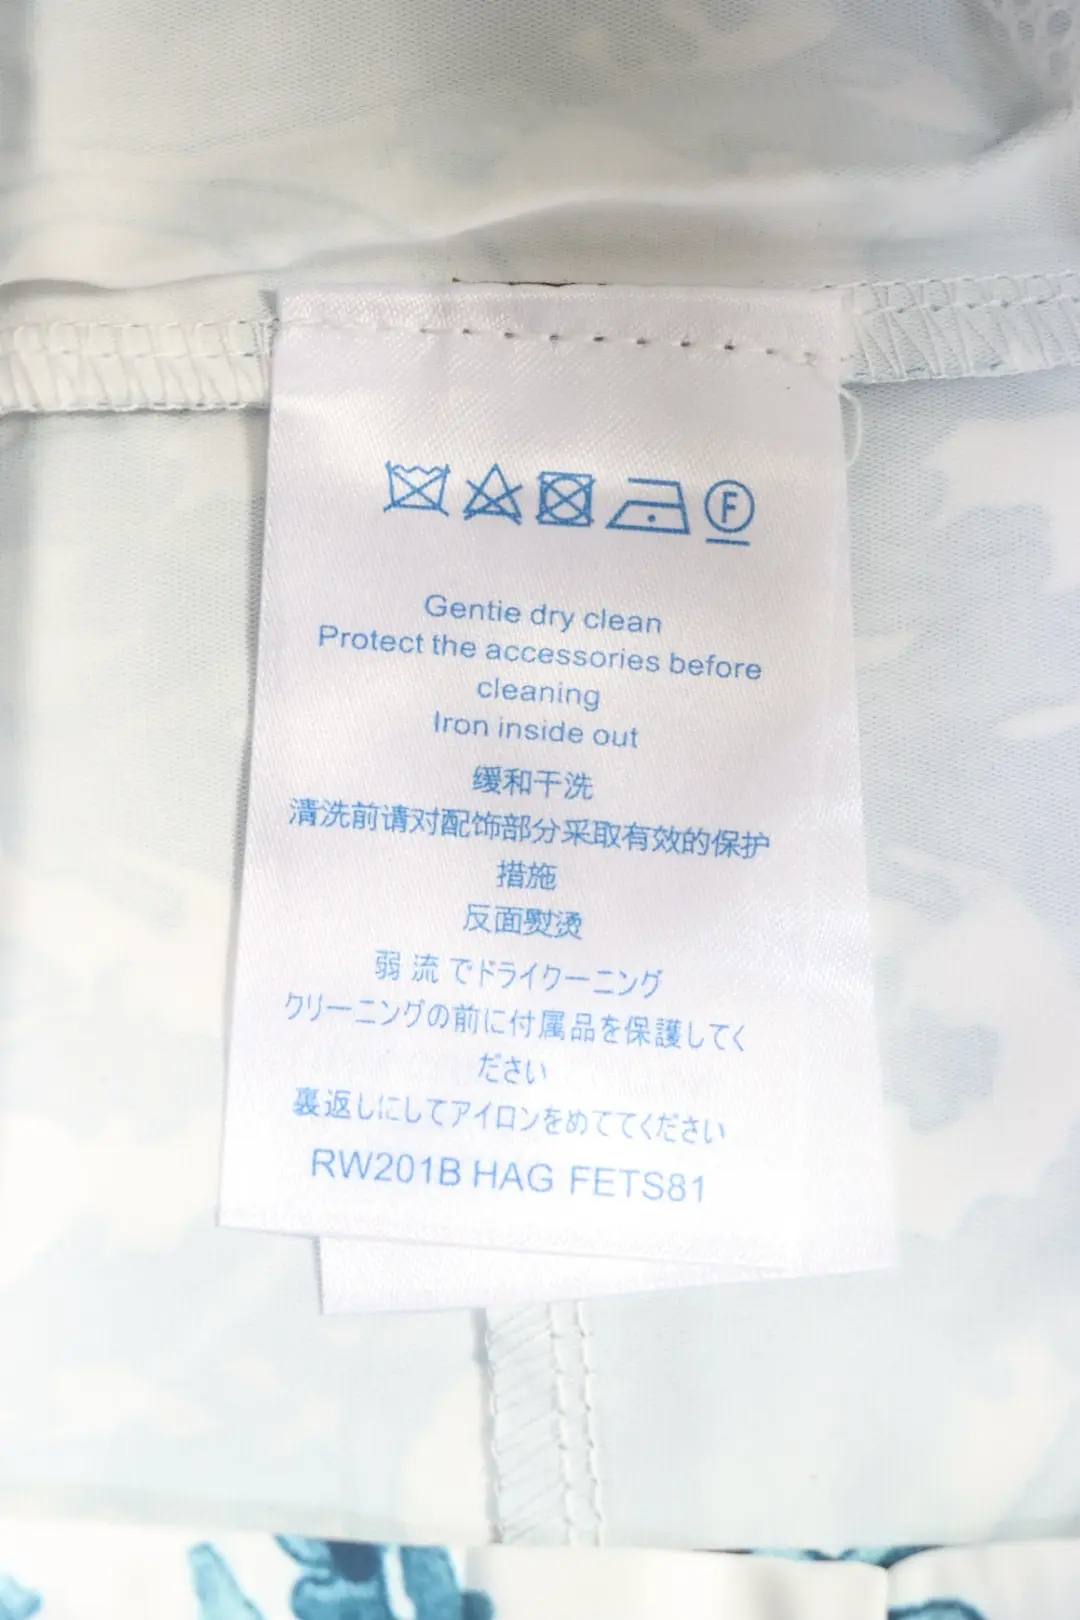 F
Gentie dry clean
Protect the accessories before
cleaning
Iron inside out
缓和干洗
清洗前请对配饰部分采取有效的保护
措施
反面熨烫
弱 流 でドライクーニング
クリーニングの前に付属品を保護してく
ださい
裏返しにしてアイロンをめててください
RW201B HAG FETS81